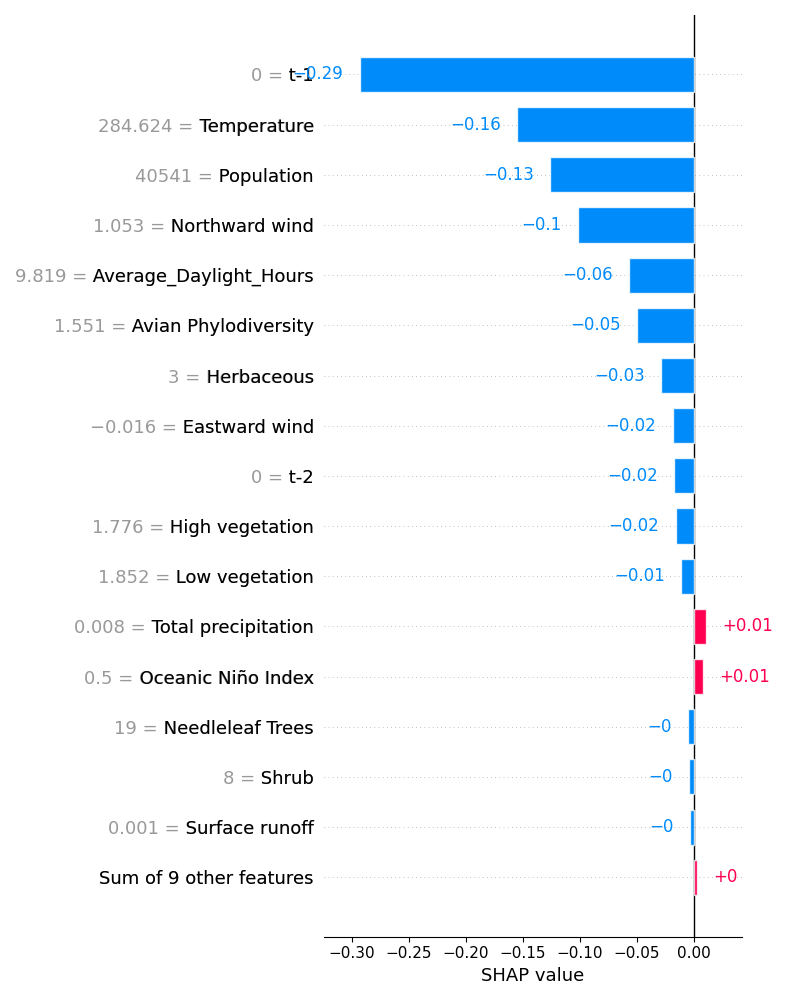 0 = t-1 −0.29
284.624 = Temperature −0.16
40541 = Population −0.13
1.053 = Northward wind −0.1
9.819 = Average_Daylight_Hours −0.06
1.551 = Avian Phylodiversity −0.05
3 = Herbaceous −0.03
−0.016 = Eastward wind −0.02
0 = t-2 −0.02
1.776 = High vegetation −0.02
1.852 = Low vegetation −0.01
0.008 = Total precipitation +0.01
0.5 = Oceanic Niño Index +0.01
19 = Needleleaf Trees −0
8 = Shrub −0
0.001 = Surface runoff −0
Sum of 9 other features +0
−0.30 −0.25 −0.20 −0.15 −0.10 −0.05 0.00
SHAP value